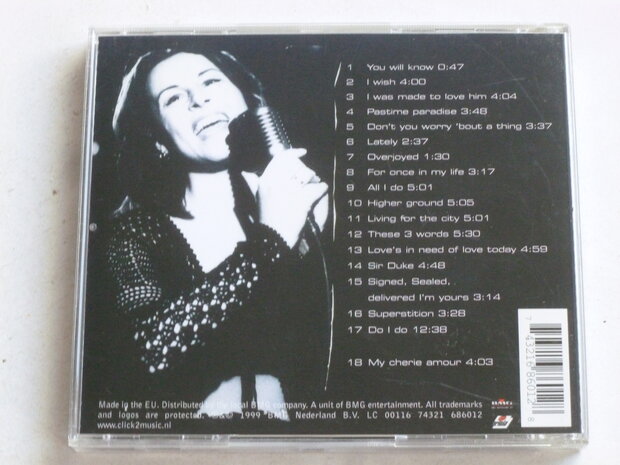 1 You will know 0:47
2 I wish 4:00
3 I was made to love him 4:04
4 Pastime paradise 3:48
5 Don't you worry 'bout a thing 3:37
6 Lately 2:37
7 Overjoyed 1:30
8 For once in my life 3:17
9 All I do 5:01
10 Higher ground 5:05
11 Living for the city 5:01
12 These 3 words 5:30
13 Love's in need of love today 4:59
14 Sir Duke 4:48
15 Signed, Sealed,
delivered I'm yours 3:14
16 Superstition 3:28
17 Do I do 12:38
18 My cherie amour 4:03
7 43216 86012 8
Made in the EU. Distributed by the local BMG company. A unit of BMG entertainment. All trademarks
and logos are protected. ℗&© 1999 BMG Nederland B.V. LC 00116 74321 686012
www.click2music.nl
BMG